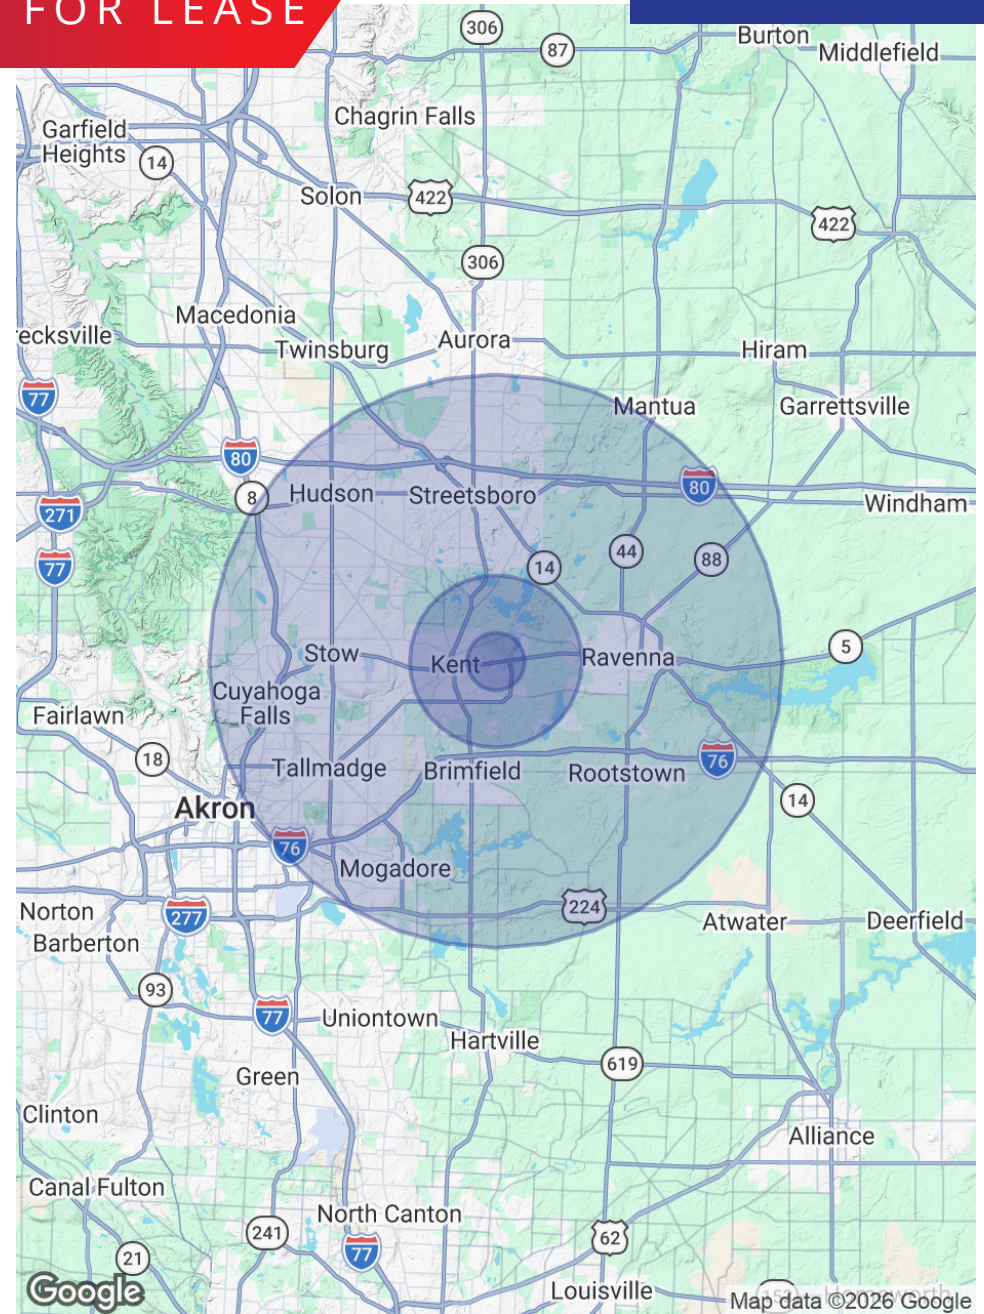 FOR LEASE
306
Burton
87
Middlefield
Chagrin Falls
Garfield
Heights
14
Solon
422
422
306
Macedonia
recksville
Twinsburg
Aurora
Hiram
77
Mantua
Garrettsville
80
80
8
Hudson
Streetsboro
Windham
271
77
14
44
88
Stow
Kent
Ravenna
5
Cuyahoga
Falls
Fairlawn
18
Tallmadge
Brimfield
Rootstown
76
14
Akron
76
Mogadore
Norton
277
224
Atwater
Deerfield
Barberton
93
77
Uniontown
Hartville
619
Green
Clinton
Alliance
Canal Fulton
North Canton
241
77
62
21
Louisville
Google
Map data ©2026 Google